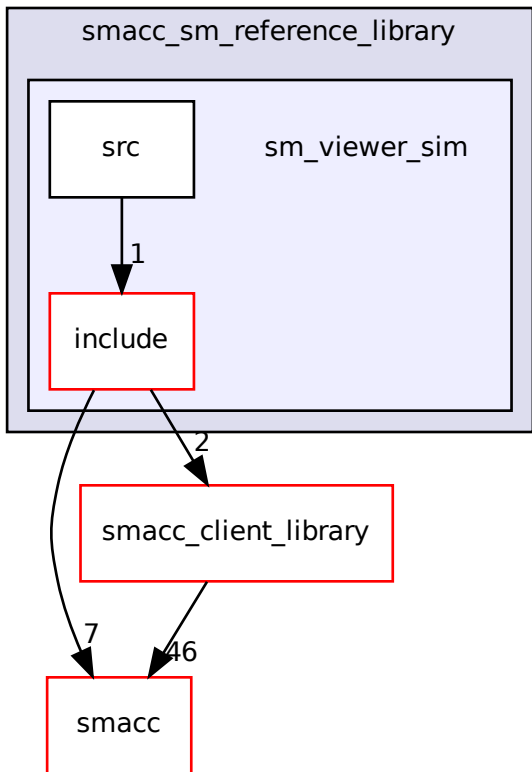 smacc_sm_reference_library
src
sm_viewer_sim
1
include
2
smacc_client_library
7
46
smacc